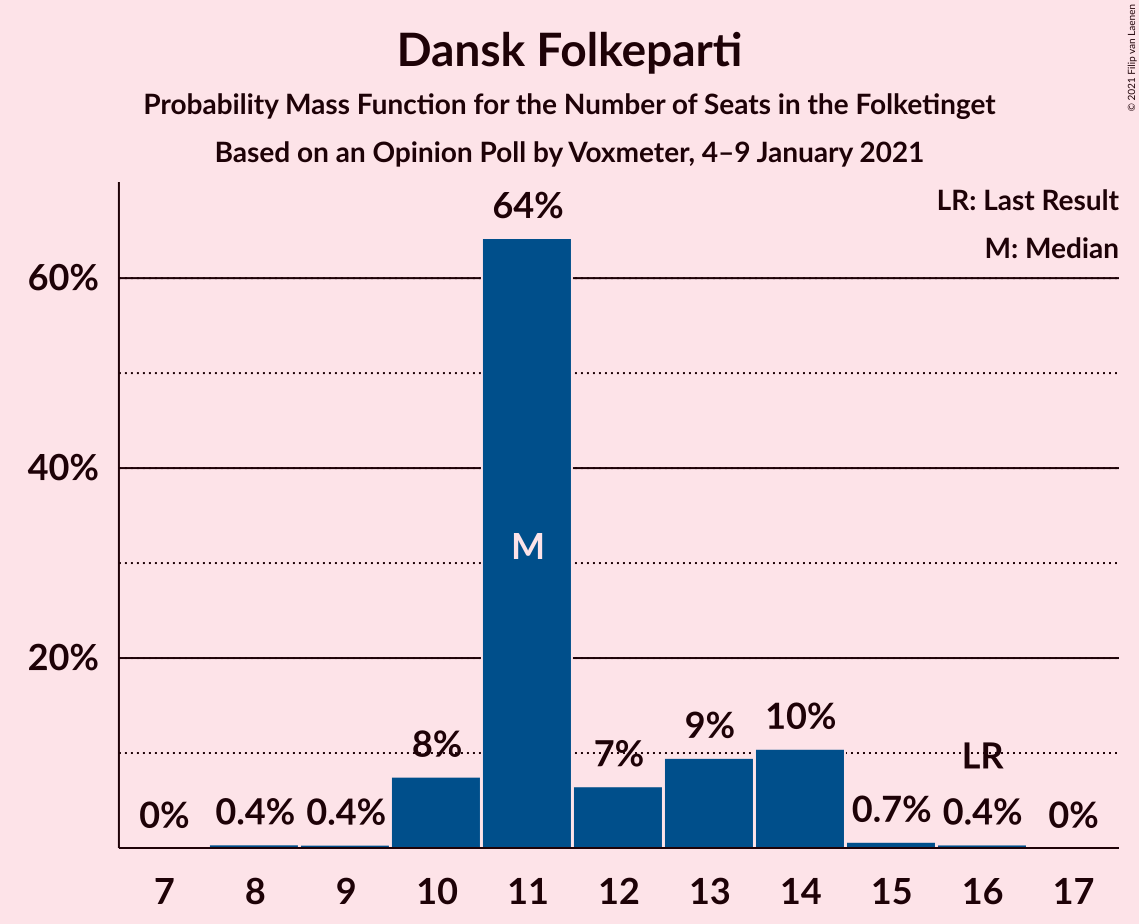 Dansk Folkeparti
Probability Mass Function for the Number of Seats in the Folketinget
Based on an Opinion Poll by Voxmeter, 4–9 January 2021
© 2021 Filip van Laenen
LR: Last Result
M: Median
60%
40%
20%
0%
0.4%
0.4%
8%
64%
M
7%
9%
10%
0.7%
LR
0.4%
0%
7 8 9 10 11 12 13 14 15 16 17